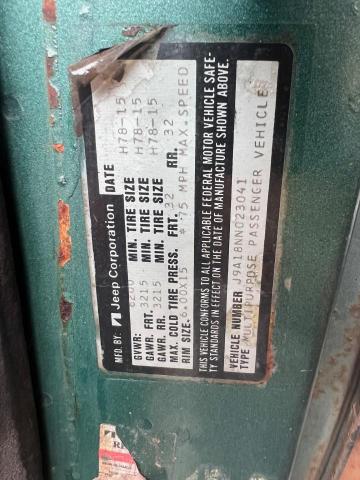 MFD. BY: Jeep Corporation DATE
GVWR: 6200 MIN. TIRE SIZE H78-15
GAWR. FRT. 3215 MIN. TIRE SIZE H78-15
GAWR. RR. 3215 MIN. TIRE SIZE H78-15
MAX. COLD TIRE PRESS. FRT. 32 RR. 32
RIM SIZE. 6.00X15 * 75 MPH MAX. SPEED
THIS VEHICLE CONFORMS TO ALL APPLICABLE FEDERAL MOTOR VEHICLE SAFE-
TY STANDARDS IN EFFECT ON THE DATE OF MANUFACTURE SHOWN ABOVE.
VEHICLE NUMBER J9A18NN023041
TYPE MULTIPURPOSE PASSENGER VEHICLE